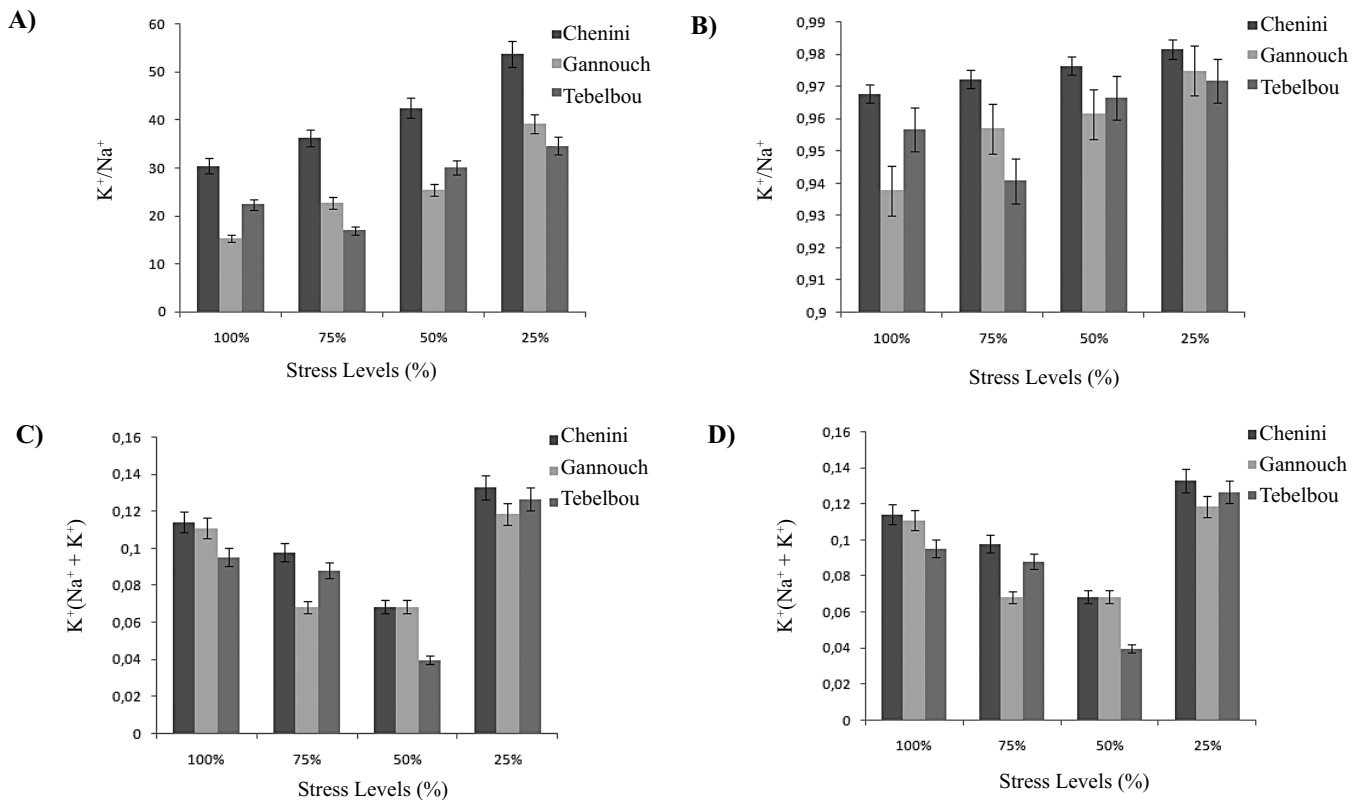 A)
60
50
40
30
20
10
0
K⁺/Na⁺
100% 75% 50% 25%
Stress Levels (%)
Chenini
Gannouch
Tebelbou
B)
0,99
0,98
0,97
0,96
0,95
0,94
0,93
0,92
0,91
0,9
K⁺/Na⁺
100% 75% 50% 25%
Stress Levels (%)
Chenini
Gannouch
Tebelbou
C)
0,16
0,14
0,12
0,1
0,08
0,06
0,04
0,02
0
K⁺(Na⁺ + K⁺)
100% 75% 50% 25%
Stress Levels (%)
Chenini
Gannouch
Tebelbou
D)
0,16
0,14
0,12
0,1
0,08
0,06
0,04
0,02
0
K⁺(Na⁺ + K⁺)
100% 75% 50% 25%
Stress Levels (%)
Chenini
Gannouch
Tebelbou